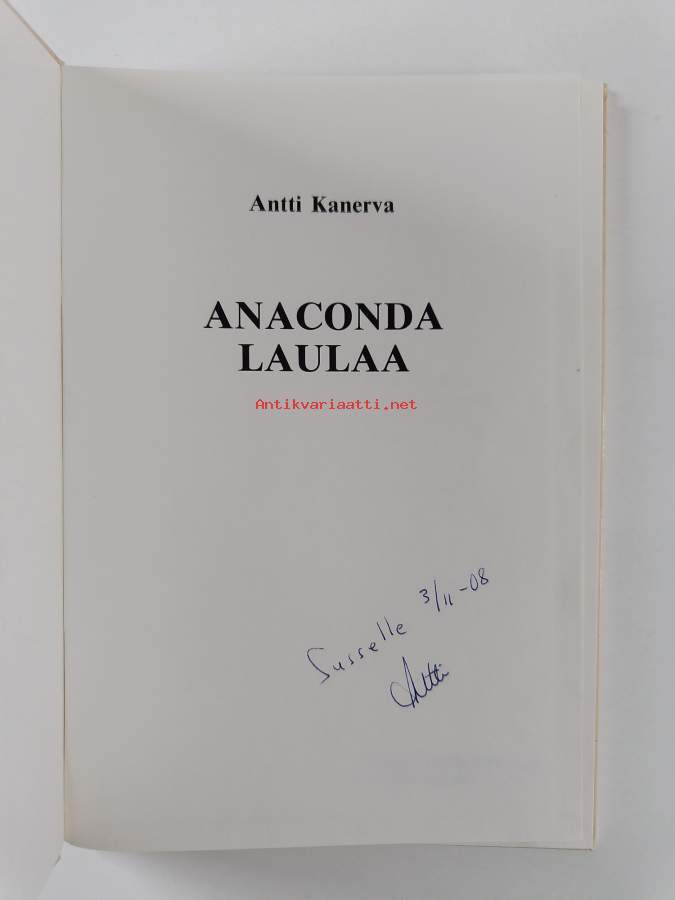 Antti Kanerva
ANACONDA
LAULAA
Antikvariaatti.net
Susselle 3/11-08
Antti